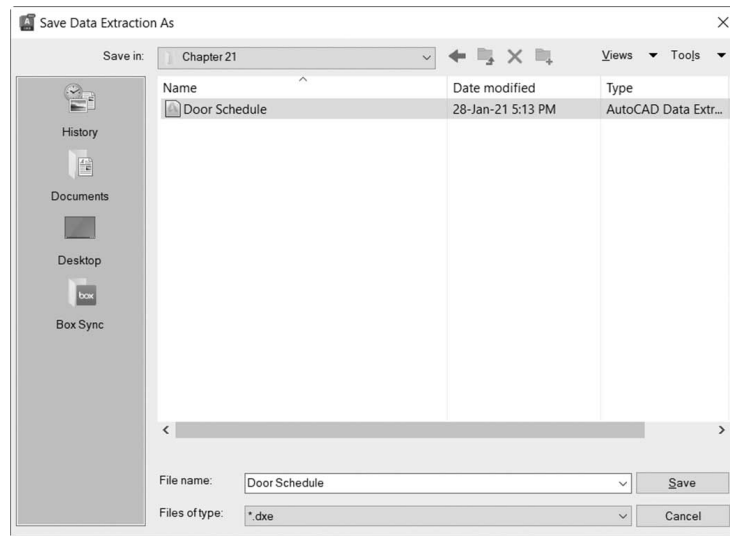 Save Data Extraction As
Save in: Chapter 21 Views Tools
Name Date modified Type
Door Schedule 28-Jan-21 5:13 PM AutoCAD Data Extr...
History
Documents
Desktop
box
Box Sync
File name: Door Schedule Save
Files of type: *.dxe Cancel